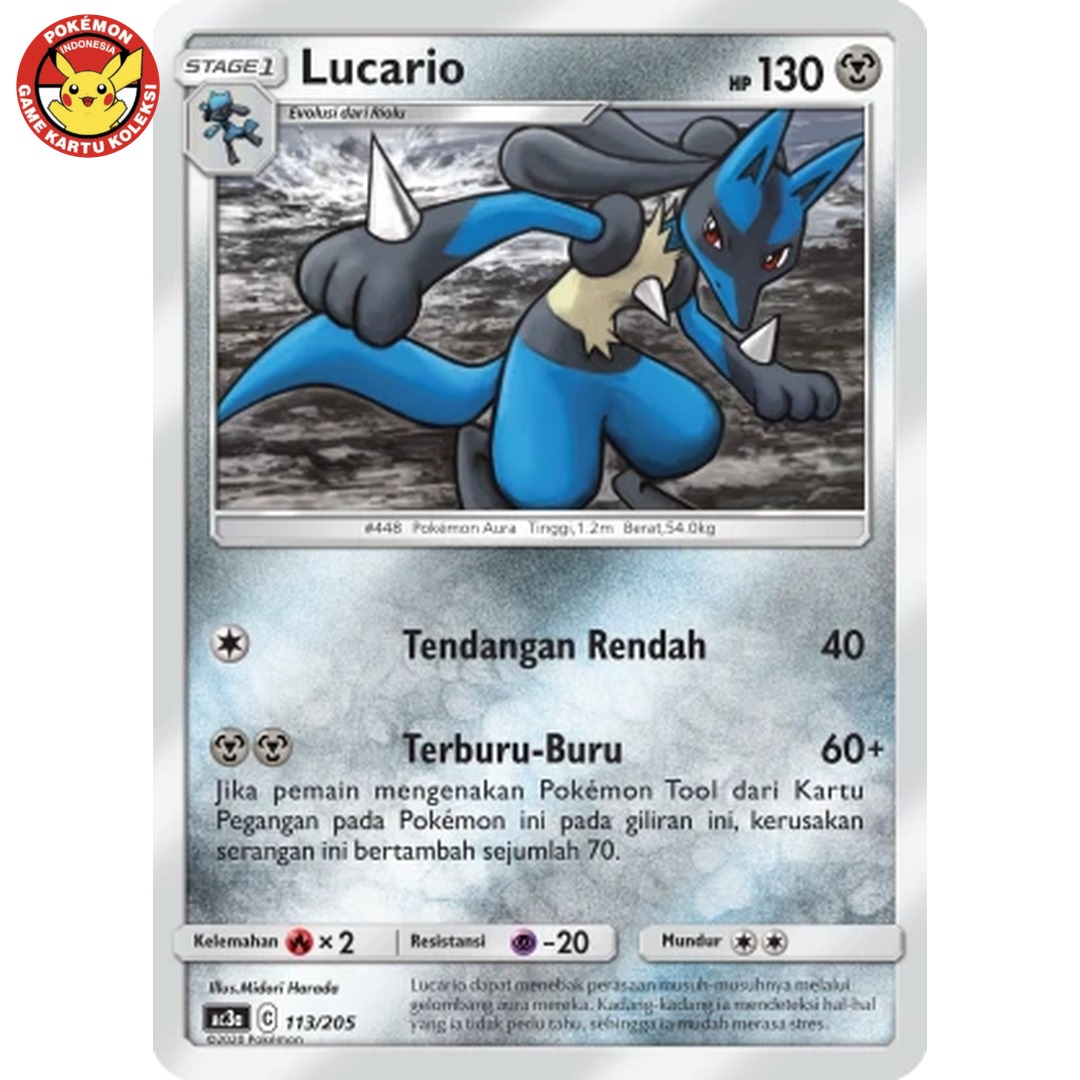 POKÉMON
INDONESIA
GAME KARTU KOLEKSI
STAGE1
Lucario
HP 130
Evolusi dari Riolu
#448 Pokémon Aura Tinggi,1.2m Berat,54.0kg
Tendangan Rendah 40
Terburu-Buru 60+
Jika pemain mengenakan Pokémon Tool dari Kartu
Pegangan pada Pokémon ini pada giliran ini, kerusakan
serangan ini bertambah sejumlah 70.
Kelemahan ×2 Resistansi -20 Mundur
Illus.Midori Harada
Lucario dapat menebak perasaan musuh-musuhnya melalui
gelombang aura mereka. Kadang-kadang ia mendeteksi hal-hal
yang ia tidak perlu tahu, sehingga ia mudah merasa stres.
C 113/205
©2020 Pokémon